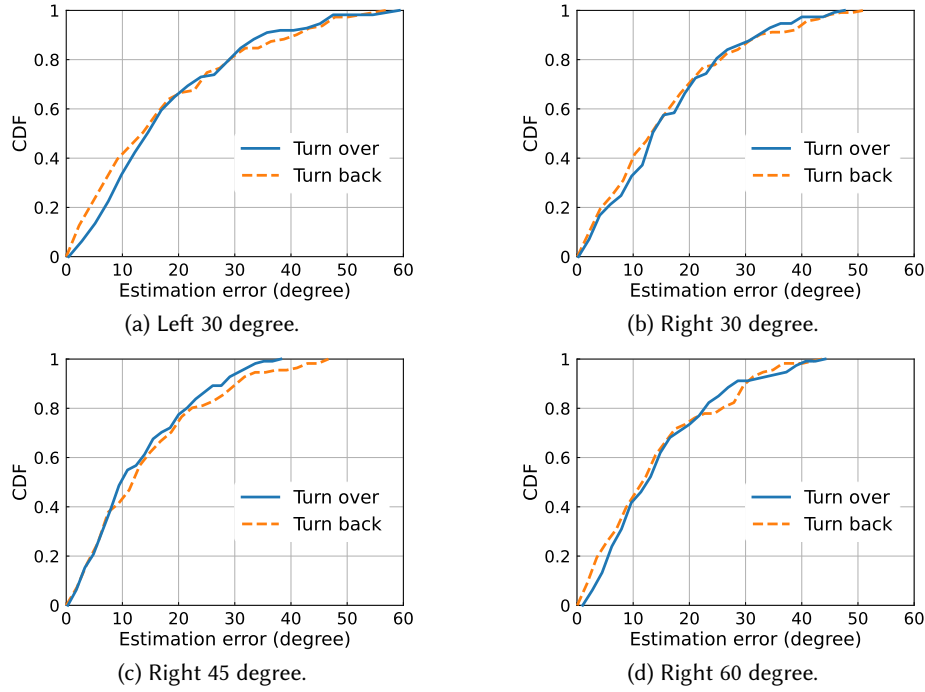 1
0.8
0.6
0.4
0.2
0
CDF
Turn over
Turn back
0 10 20 30 40 50 60
Estimation error (degree)
(a) Left 30 degree.
1
0.8
0.6
0.4
0.2
0
CDF
Turn over
Turn back
0 10 20 30 40 50 60
Estimation error (degree)
(b) Right 30 degree.
1
0.8
0.6
0.4
0.2
0
CDF
Turn over
Turn back
0 10 20 30 40 50 60
Estimation error (degree)
(c) Right 45 degree.
1
0.8
0.6
0.4
0.2
0
CDF
Turn over
Turn back
0 10 20 30 40 50 60
Estimation error (degree)
(d) Right 60 degree.